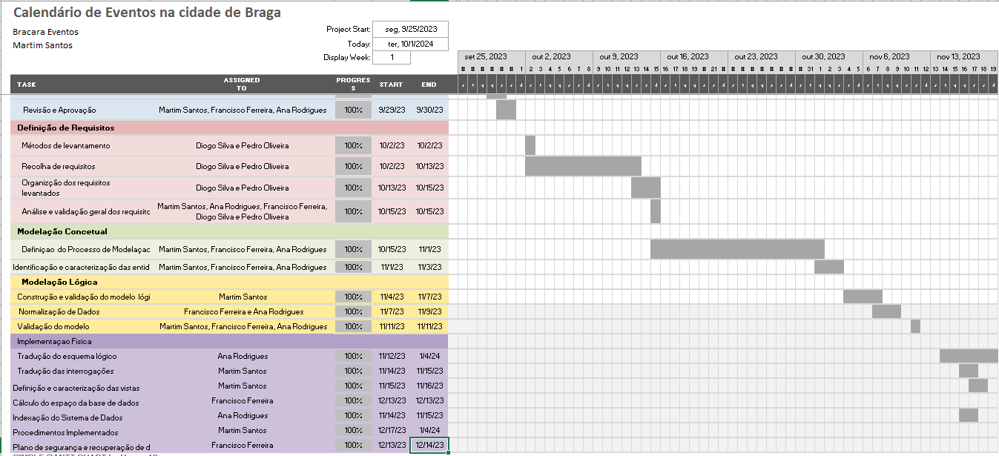 Calendário de Eventos na cidade de Braga
Bracara Eventos
Martim Santos
Project Start: seg, 9/25/2023
Today: ter, 10/1/2024
Display Week: 1
set 25, 2023 out 2, 2023 out 9, 2023 out 16, 2023 out 23, 2023 out 30, 2023 nov 6, 2023 nov 13, 2023
# # # # # # 1 2 3 4 5 6 7 8 9 10 11 12 13 14 15 16 17 18 19 # 21 # # # # # # # # # 31 1 2 3 4 5 6 7 8 9 10 11 12 13 14 15 16 17 18 19
TASK ASSIGNED TO PROGRESS START END s t q q s s d s t q q s s d s t q q s s d s t q q s s d s t q q s s d s t q q s s d s t q q s s d s t q q s s d
Revisão e Aprovação Martim Santos, Francisco Ferreira, Ana Rodrigues 100% 9/29/23 9/30/23
Definição de Requisitos
Métodos de levantamento Diogo Silva e Pedro Oliveira 100% 10/2/23 10/2/23
Recolha de requisitos Diogo Silva e Pedro Oliveira 100% 10/2/23 10/13/23
Organizção dos requisitos
levantados Diogo Silva e Pedro Oliveira 100% 10/13/23 10/15/23
Análise e validação geral dos requisitc Martim Santos, Ana Rodrigues, Francisco Ferreira,
Diogo Silva e Pedro Oliveira 100% 10/15/23 10/15/23
Modelação Concetual
Definiçao do Processo de Modelaçac Martim Santos, Francisco Ferreira, Ana Rodrigues 100% 10/15/23 11/1/23
Identificação e caracterização das entid Martim Santos, Francisco Ferreira, Ana Rodrigues 100% 11/1/23 11/3/23
Modelação Lógica
Construção e validação do modelo lógi Martim Santos 100% 11/4/23 11/7/23
Normalização de Dados Francisco Ferreira e Ana Rodrigues 100% 11/7/23 11/9/23
Validação do modelo Martim Santos, Francisco Ferreira, Ana Rodrigues 100% 11/11/23 11/11/23
Implementaçao Fisica
Tradução do esquema lógico Ana Rodrigues 100% 11/12/23 1/4/24
Tradução das interrogações Martim Santos 100% 11/14/23 11/15/23
Definição e caracterização das vistas Martim Santos 100% 11/15/23 11/16/23
Cálculo do espaço da base de dados Francisco Ferreira 100% 12/13/23 12/13/23
Indexação do Sistema de Dados Ana Rodrigues 100% 11/14/23 11/15/23
Procedimentos Implementados Martim Santos 100% 12/17/23 1/4/24
Plano de segurança e recuperação de d Francisco Ferreira 100% 12/13/23 12/14/23